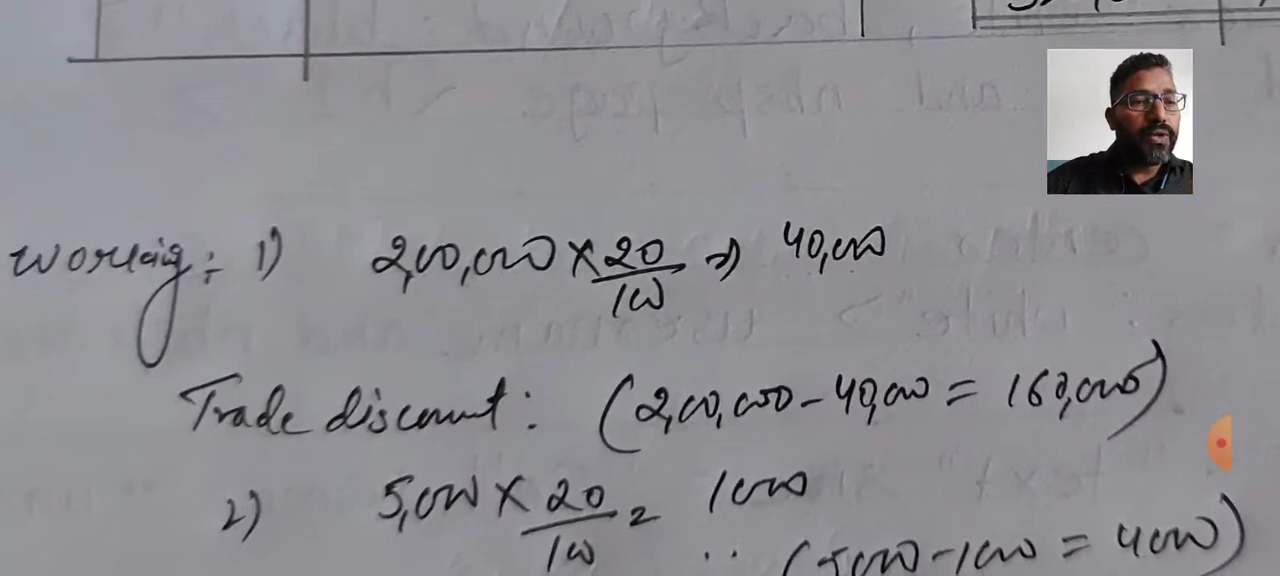 Working : 1) 2,00,000 × 20/100 ⇒ 40,000
Trade discount : (2,00,000 - 40,000 = 160,000)
2) 5,000 × 20/100 = 1000
∴ (5000 - 1000 = 4000)